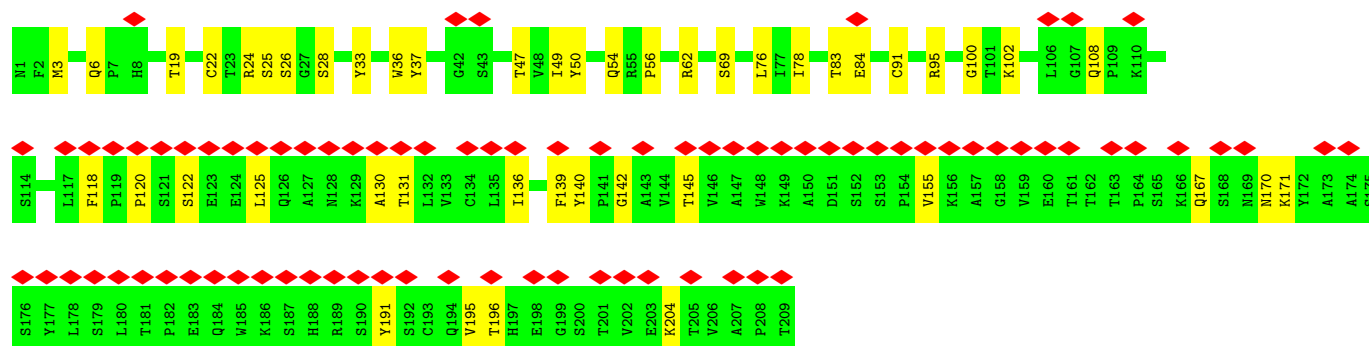 N1 F2 M3 Q6 P7 H8 T19 C22 T23 R24 S25 S26 G27 S28 Y33 W36 Y37 G42 S43 T47 V48 I49 Y50 Q54 R55 P56 R62 S69 L76 I77 I78 T83 E84 C91 R95 G100 T101 K102 L106 G107 Q108 P109 K110
S114 L117 F118 P119 P120 S121 S122 E123 E124 L125 Q126 A127 N128 K129 A130 T131 L132 V133 C134 L135 I136 F139 Y140 P141 G142 A143 V144 T145 V146 A147 W148 K149 A150 D151 S152 S153 P154 V155 K156 A157 G158 V159 E160 T161 T162 T163 P164 S165 K166 Q167 S168 N169 N170 K171 Y172 A173 A174 S175
S176 Y177 L178 S179 L180 T181 P182 E183 Q184 W185 K186 S187 H188 R189 S190 Y191 S192 C193 Q194 V195 T196 H197 E198 G199 S200 T201 V202 E203 K204 T205 V206 A207 P208 T209